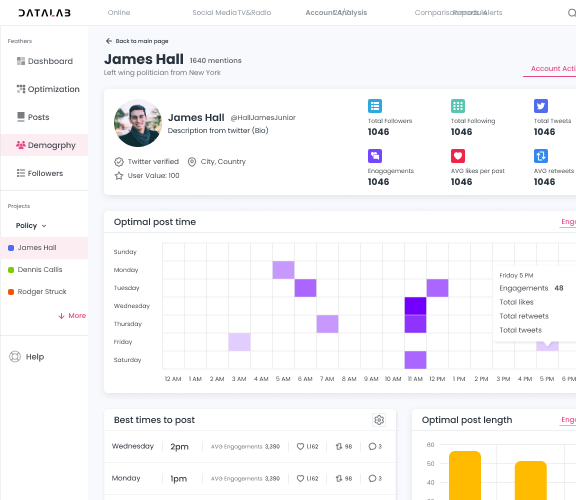 DATALAB
Online
Social Media
TV&Radio
Account Analysis
Comparison
Alerts
Feathers
Dashboard
Optimization
Posts
Demogrphy
Followers
Projects
Policy
James Hall
Dennis Callis
Rodger Struck
More
Help
Back to main page
James Hall 1640 mentions
Left wing politician from New York
Account Acti
James Hall @HallJamesJunior
Description from twitter (Bio)
Twitter verified City, Country
User Value: 100
Total Followers Total Following Total Tweets
1046 1046 1046
Enagagements AVG likes per post AVG retweets
1046 1046 1046
Optimal post time Enga
Sunday
Monday
Tuesday
Wednesday
Thursday
Friday
Saturday
Friday 5 PM
Engagements 48
Total likes
Total retweets
Total tweets
12 AM 1 AM 2 AM 3 AM 4 AM 5 AM 6 AM 7 AM 8 AM 9 AM 10 AM 11 AM 12 PM 1 PM 2 PM 3 PM 4 PM 5 PM 6 PM
Best times to post
Wednesday 2pm AVG Engagements 3,390 1,162 98 3
Monday 1pm AVG Engagements 3,390 1,162 98 3
Optimal post length Enga
60
40
30